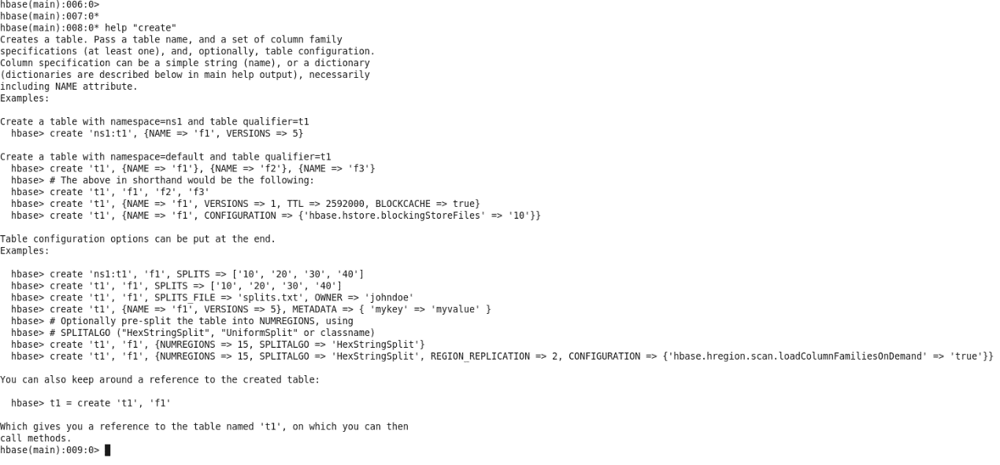 hbase(main):006:0>
hbase(main):007:0*
hbase(main):008:0* help "create"
Creates a table. Pass a table name, and a set of column family
specifications (at least one), and, optionally, table configuration.
Column specification can be a simple string (name), or a dictionary
(dictionaries are described below in main help output), necessarily
including NAME attribute.
Examples:

Create a table with namespace=ns1 and table qualifier=t1
  hbase> create 'ns1:t1', {NAME => 'f1', VERSIONS => 5}

Create a table with namespace=default and table qualifier=t1
  hbase> create 't1', {NAME => 'f1'}, {NAME => 'f2'}, {NAME => 'f3'}
  hbase> # The above in shorthand would be the following:
  hbase> create 't1', 'f1', 'f2', 'f3'
  hbase> create 't1', {NAME => 'f1', VERSIONS => 1, TTL => 2592000, BLOCKCACHE => true}
  hbase> create 't1', {NAME => 'f1', CONFIGURATION => {'hbase.hstore.blockingStoreFiles' => '10'}}

Table configuration options can be put at the end.
Examples:

  hbase> create 'ns1:t1', 'f1', SPLITS => ['10', '20', '30', '40']
  hbase> create 't1', 'f1', SPLITS => ['10', '20', '30', '40']
  hbase> create 't1', 'f1', SPLITS_FILE => 'splits.txt', OWNER => 'johndoe'
  hbase> create 't1', {NAME => 'f1', VERSIONS => 5}, METADATA => { 'mykey' => 'myvalue' }
  hbase> # Optionally pre-split the table into NUMREGIONS, using
  hbase> # SPLITALGO ("HexStringSplit", "UniformSplit" or classname)
  hbase> create 't1', 'f1', {NUMREGIONS => 15, SPLITALGO => 'HexStringSplit'}
  hbase> create 't1', 'f1', {NUMREGIONS => 15, SPLITALGO => 'HexStringSplit', REGION_REPLICATION => 2, CONFIGURATION => {'hbase.hregion.scan.loadColumnFamiliesOnDemand' => 'true'}}

You can also keep around a reference to the created table:

  hbase> t1 = create 't1', 'f1'

Which gives you a reference to the table named 't1', on which you can then
call methods.
hbase(main):009:0>